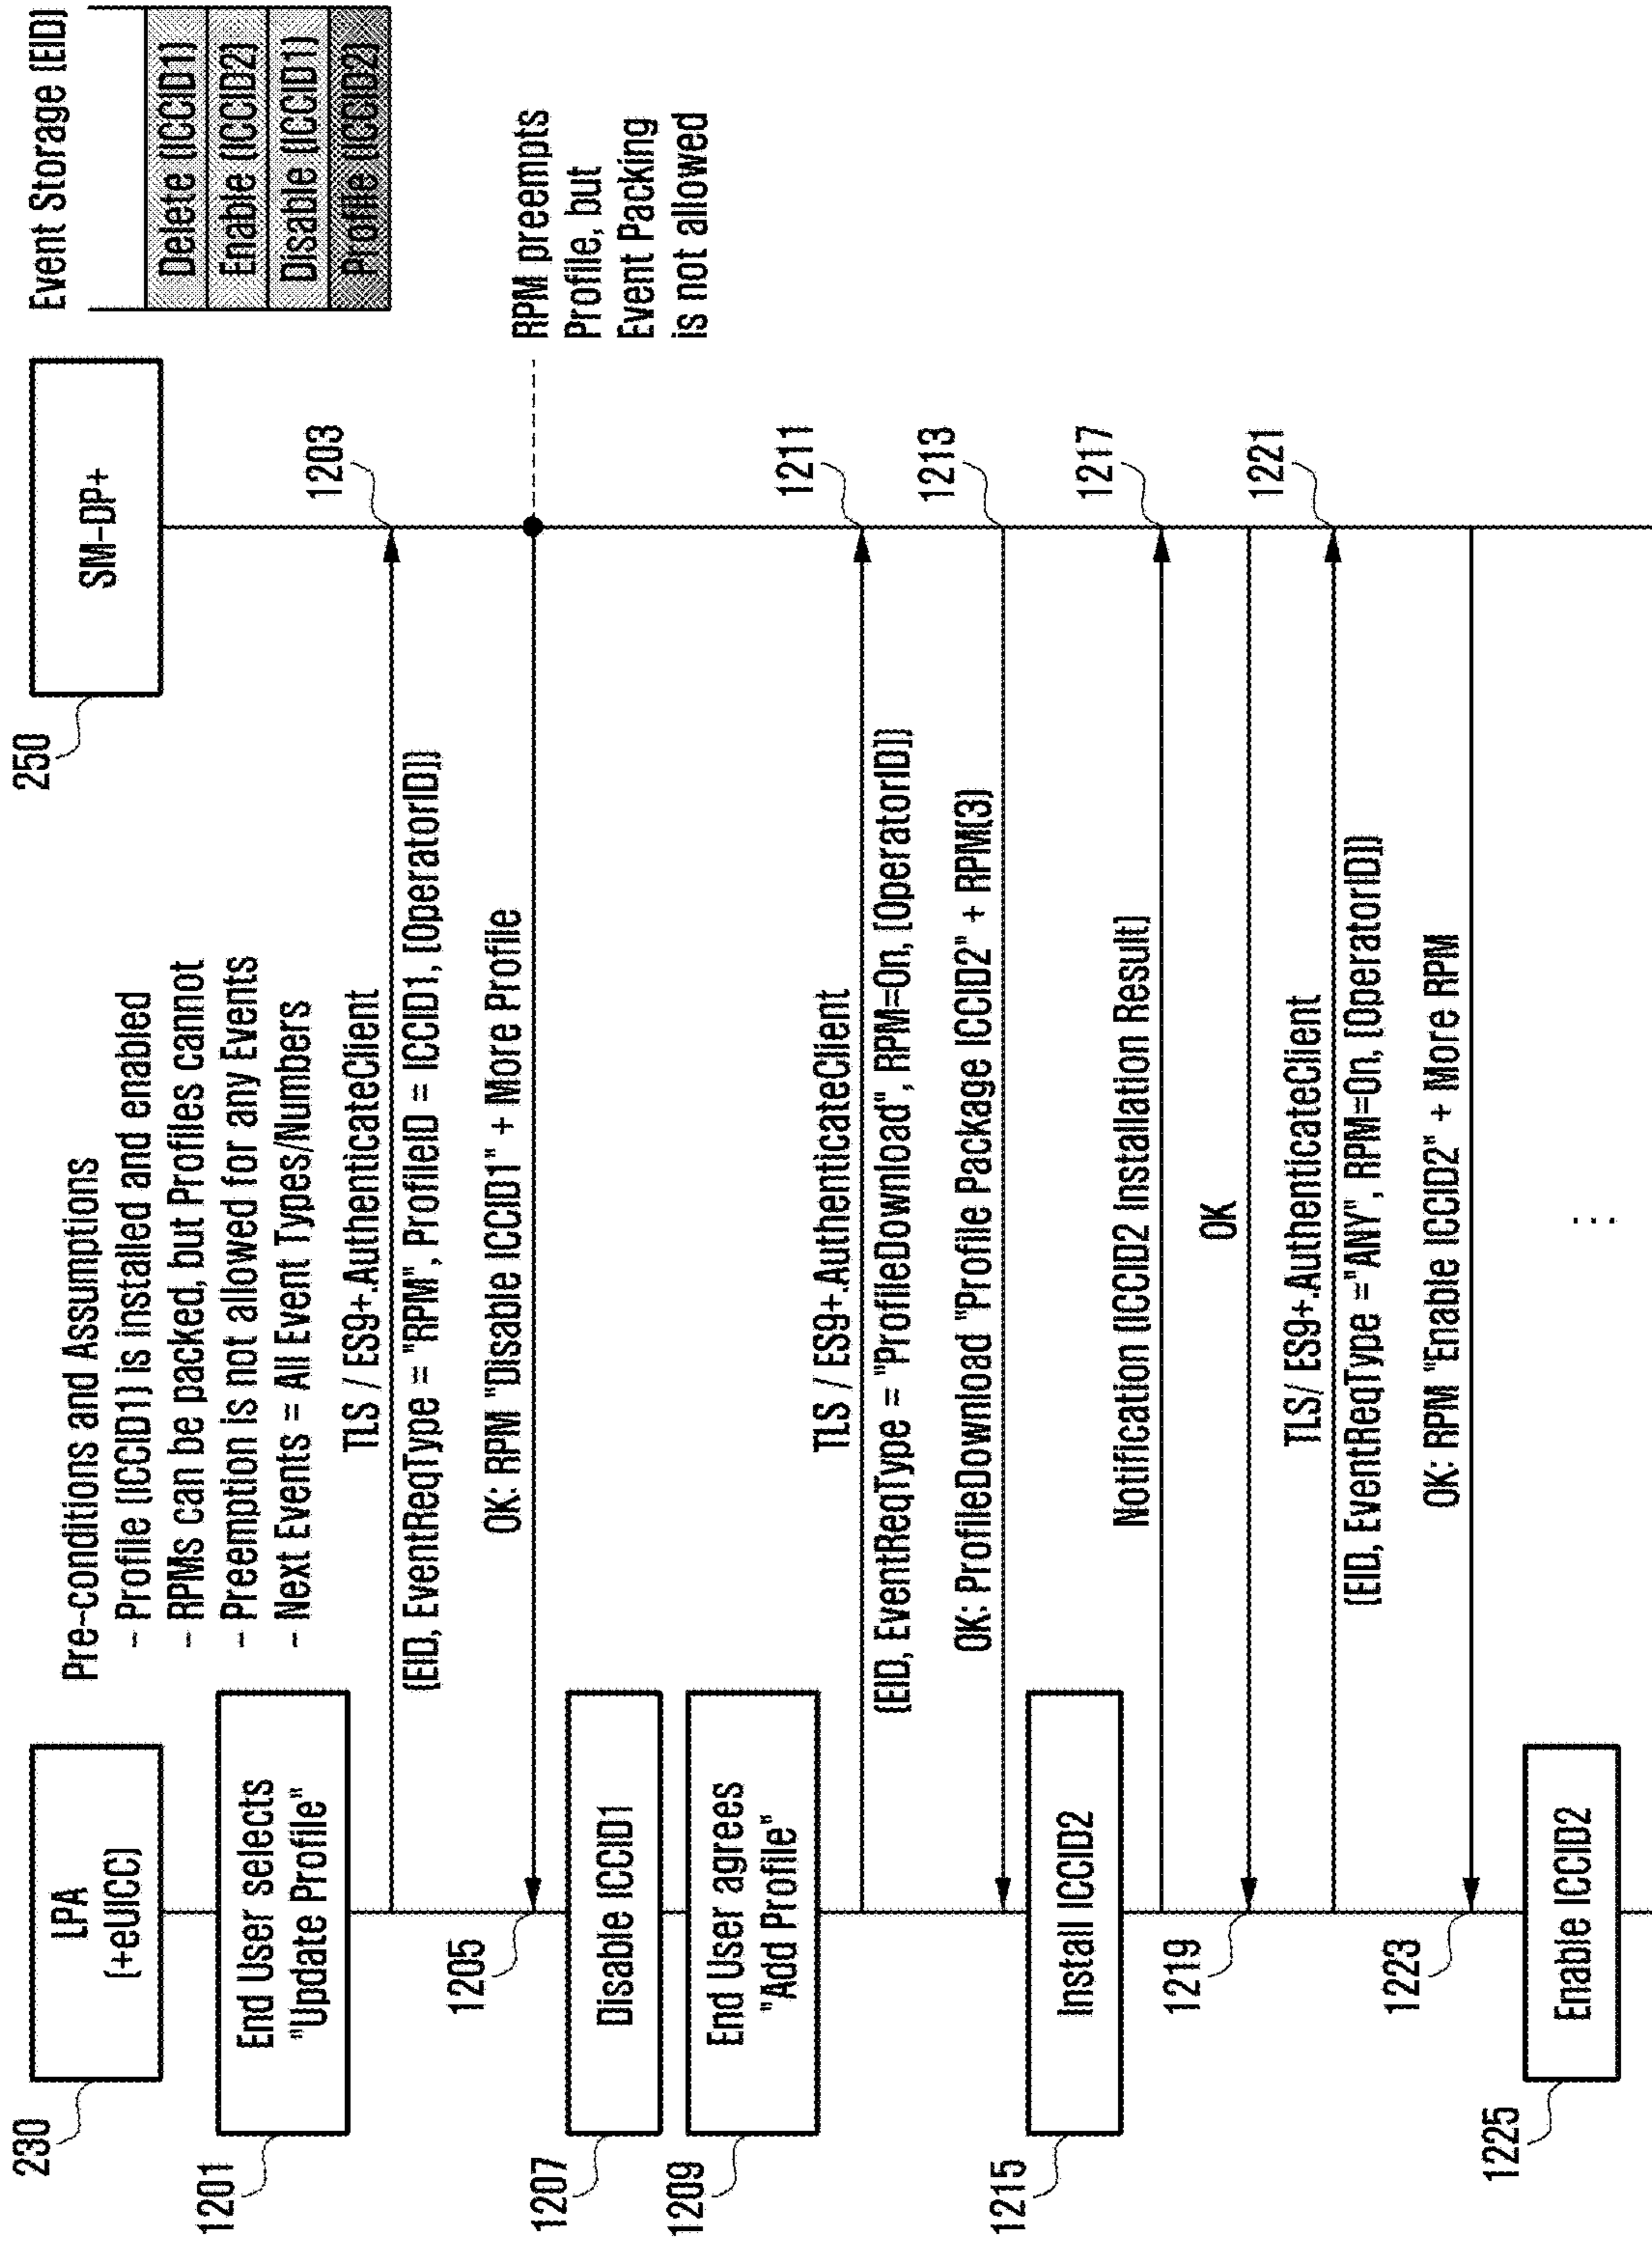 230
LPA
(+eUICC)
250
SM-DP+
Event Storage (EID)
Delete (ICCID1)
Enable (ICCID2)
Disable (ICCID1)
Profile (ICCID2)
Pre-conditions and Assumptions
- Profile (ICCID1) is installed and enabled
- RPMs can be packed, but Profiles cannot
- Preemption is not allowed for any Events
- Next Events = All Event Types/Numbers
1201
End User selects
"Update Profile"
TLS / ES9+.AuthenticateClient
1203
(EID, EventReqType = "RPM", ProfileID = ICCID1, [OperatorID])
OK: RPM "Disable ICCID1" + More Profile
1205
RPM preempts
Profile, but
Event Packing
is not allowed
1207
Disable ICCID1
1209
End User agrees
"Add Profile"
TLS / ES9+.AuthenticateClient
1211
(EID, EventReqType = "ProfileDownload", RPM=On, [OperatorID])
OK: ProfileDownload "Profile Package ICCID2" + RPM(3)
1213
1215
Install ICCID2
Notification (ICCID2 Installation Result)
1217
OK
1219
TLS/ ES9+.AuthenticateClient
1221
(EID, EventReqType ="ANY", RPM=On, [OperatorID])
OK: RPM "Enable ICCID2" + More RPM
1223
1225
Enable ICCID2
...